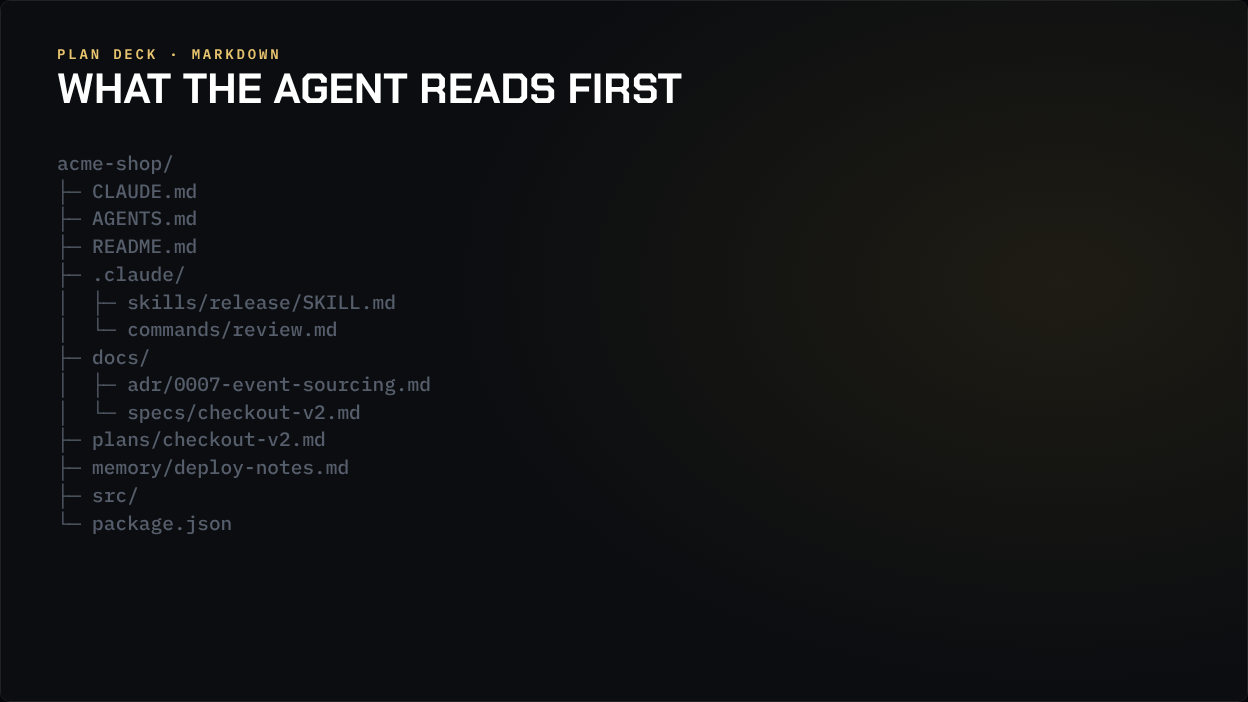 PLAN DECK · MARKDOWN
WHAT THE AGENT READS FIRST
acme-shop/
├─ CLAUDE.md
├─ AGENTS.md
├─ README.md
├─ .claude/
│  ├─ skills/release/SKILL.md
│  └─ commands/review.md
├─ docs/
│  ├─ adr/0007-event-sourcing.md
│  └─ specs/checkout-v2.md
├─ plans/checkout-v2.md
├─ memory/deploy-notes.md
├─ src/
└─ package.json